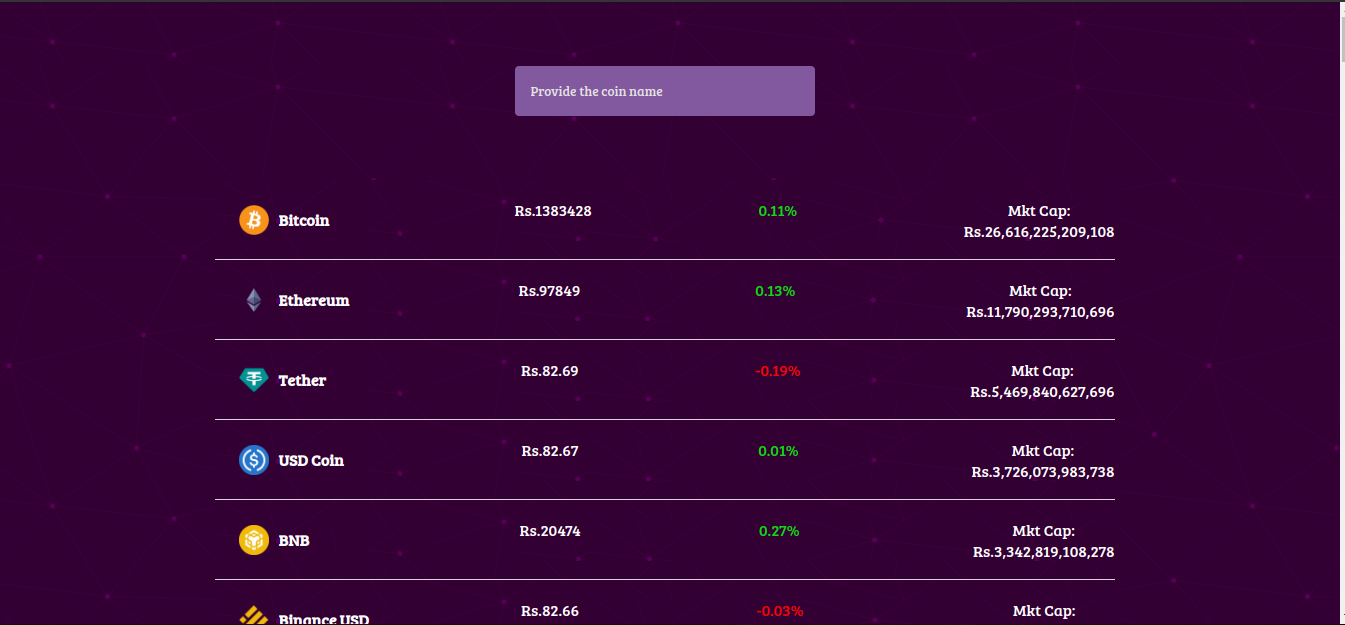 Provide the coin name
Bitcoin Rs.1383428 0.11% Mkt Cap:
Rs.26,616,225,209,108
Ethereum Rs.97849 0.13% Mkt Cap:
Rs.11,790,293,710,696
Tether Rs.82.69 -0.19% Mkt Cap:
Rs.5,469,840,627,696
USD Coin Rs.82.67 0.01% Mkt Cap:
Rs.3,726,073,983,738
BNB Rs.20474 0.27% Mkt Cap:
Rs.3,342,819,108,278
Binance USD Rs.82.66 -0.03% Mkt Cap: